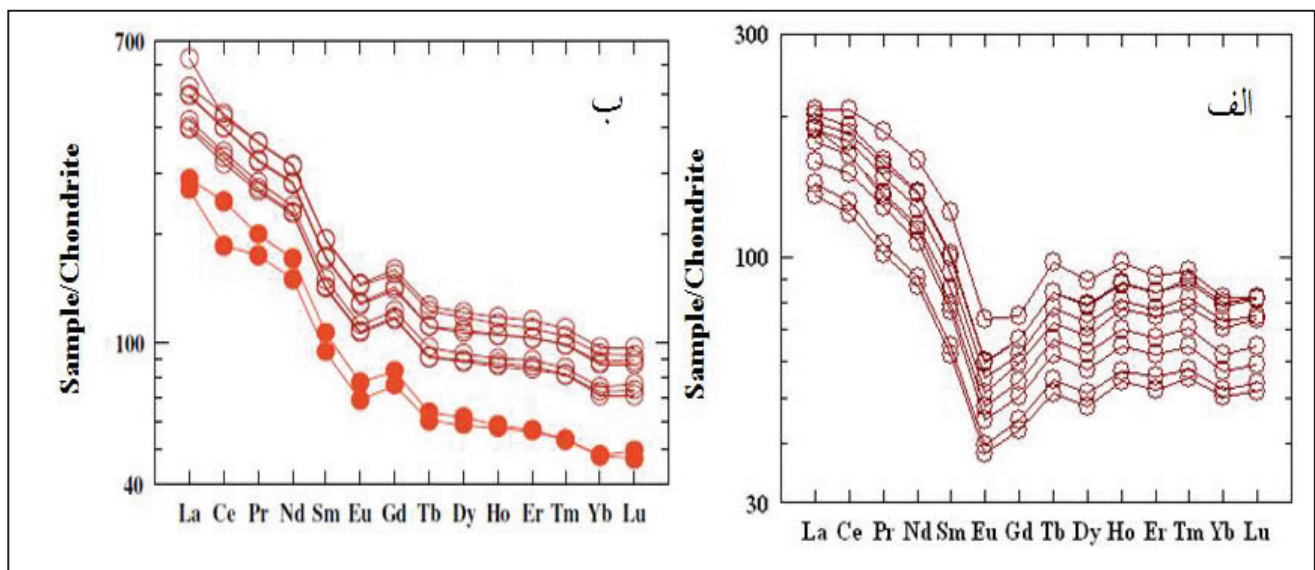 700
100
40
Sample/Chondrite
ب
La Ce Pr Nd Sm Eu Gd Tb Dy Ho Er Tm Yb Lu
300
100
30
Sample/Chondrite
الف
La Ce Pr Nd Sm Eu Gd Tb Dy Ho Er Tm Yb Lu